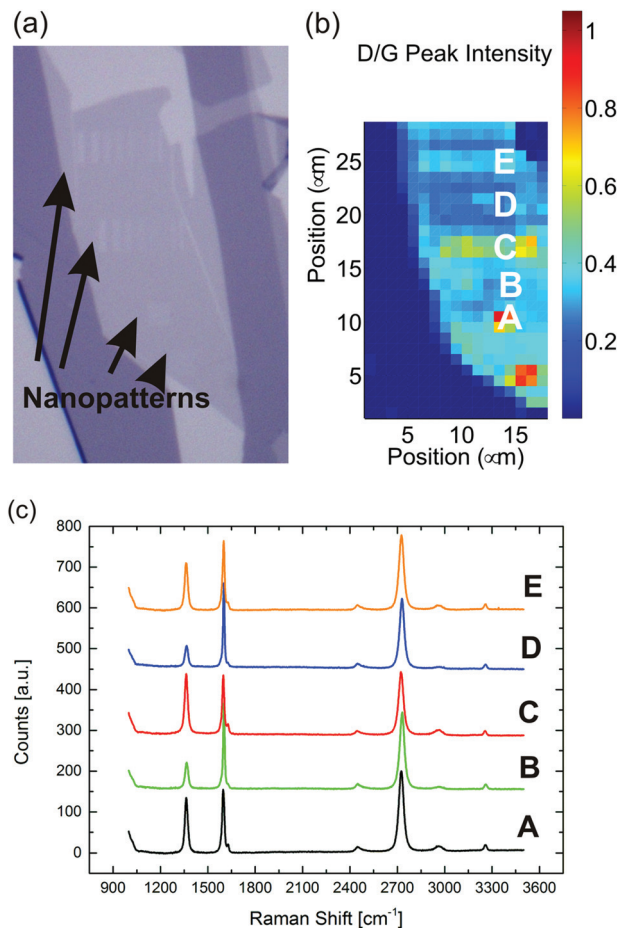 (a)
Nanopatterns
(b)
D/G Peak Intensity
1
0.8
0.6
0.4
0.2
Position (∝m)
25
20
15
10
5
E
D
C
B
A
5
10
15
Position (∝m)
(c)
Counts [a.u.]
800
700
600
500
400
300
200
100
0
E
D
C
B
A
900 1200 1500 1800 2100 2400 2700 3000 3300 3600
Raman Shift [cm⁻¹]